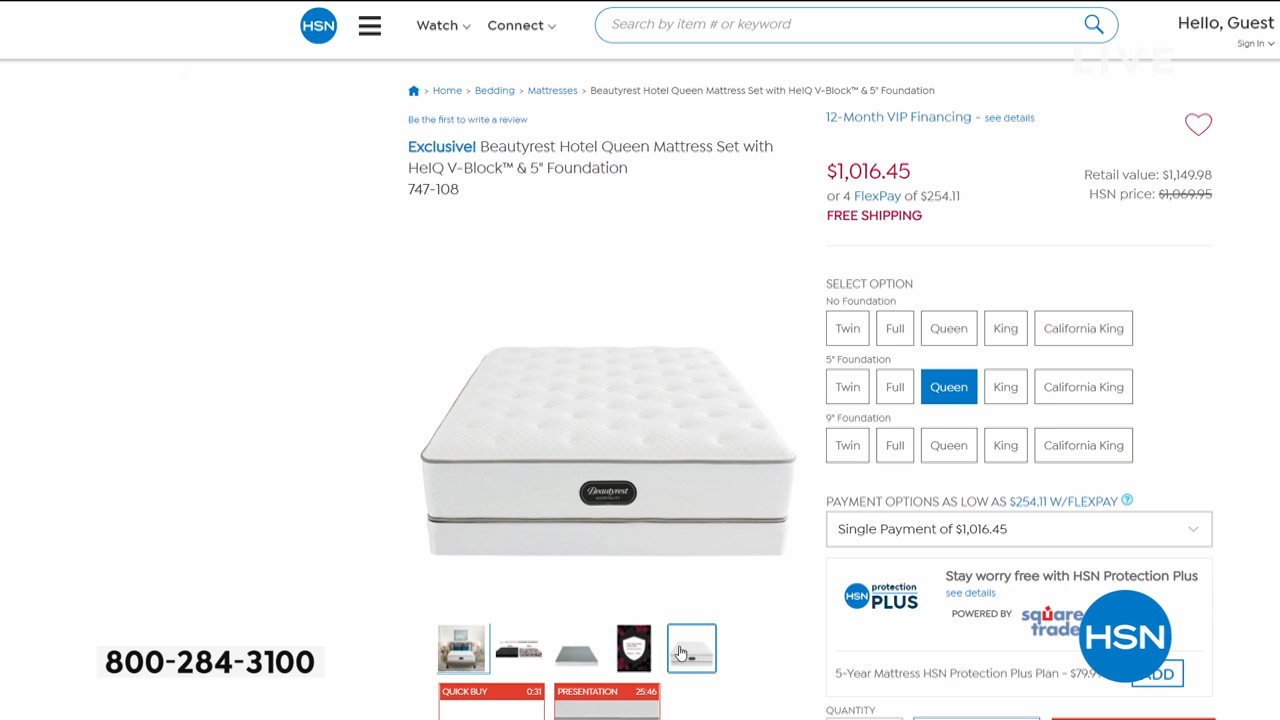 HSN
Watch
Connect
Search by item # or keyword
Hello, Guest
Sign In
LIVE
> Home > Bedding > Mattresses > Beautyrest Hotel Queen Mattress Set with HeIQ V-Block™ & 5" Foundation
Be the first to write a review
Exclusive! Beautyrest Hotel Queen Mattress Set with
HeIQ V-Block™ & 5" Foundation
747-108
12-Month VIP Financing - see details
$1,016.45
or 4 FlexPay of $254.11
FREE SHIPPING
Retail value: $1,149.98
HSN price: $1,069.95
SELECT OPTION
No Foundation
Twin Full Queen King California King
5" Foundation
Twin Full Queen King California King
9" Foundation
Twin Full Queen King California King
PAYMENT OPTIONS AS LOW AS $254.11 W/FLEXPAY ?
Single Payment of $1,016.45
HSN protection PLUS
Stay worry free with HSN Protection Plus
see details
POWERED BY square trade
5-Year Mattress HSN Protection Plus Plan - $79.9
ADD
HSN
QUANTITY
Beautyrest
800-284-3100
QUICK BUY 0:31
PRESENTATION 25:46